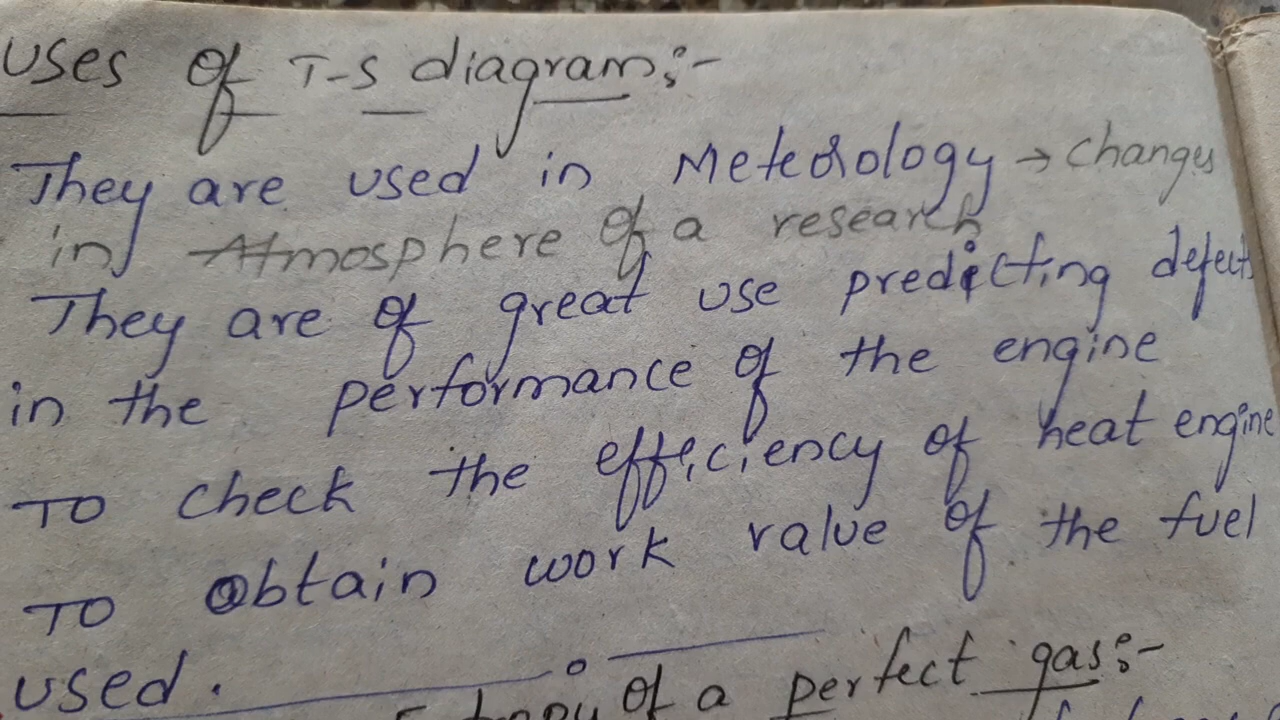 Uses of T-S diagram:-
They are used in Meteorology → changes
in Atmosphere of a research
They are of great use predicting defects
in the performance of the engine
To check the efficiency of heat engine
To obtain work value of the fuel
used.
of a perfect gas:-